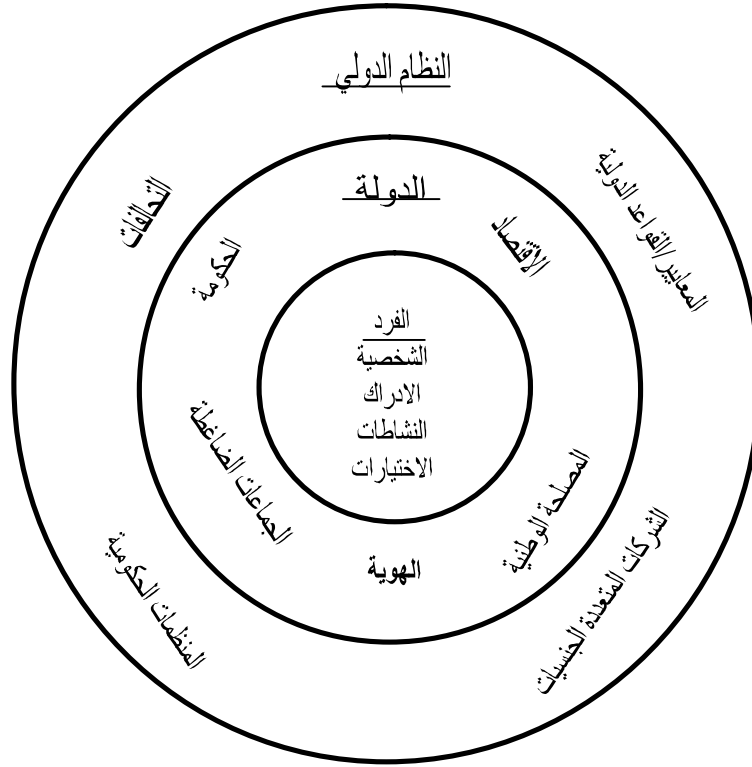 النظام الدولي
المعايير/القواعد الدولية
التحالفات
الدولة
الاقتصاد
الحكومة
الفرد
الشخصية
الادراك
النشاطات
الاختيارات
الجماعات الضاغطة
المصلحة الوطنية
الهوية
المنظمات الحكومية
الشركات المتعددة الجنسيات